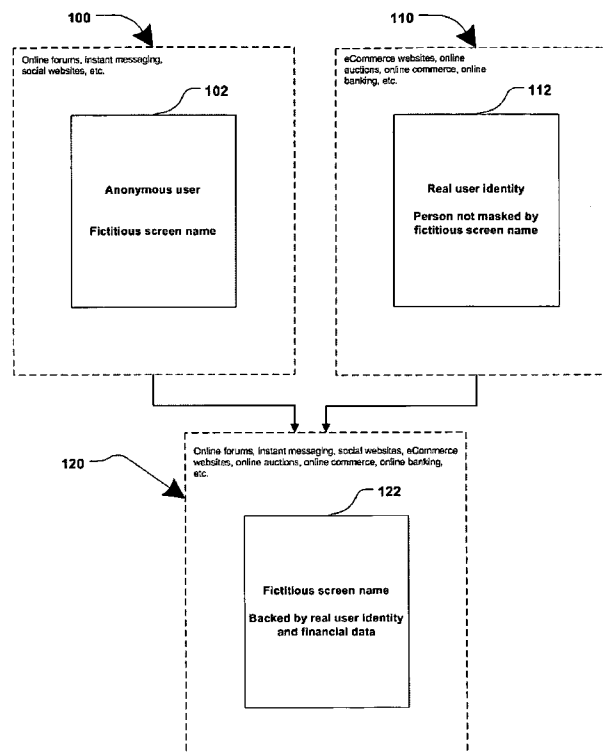 100
Online forums, instant messaging,
social websites, etc.
102
Anonymous user
Fictitious screen name
110
eCommerce websites, online
auctions, online commerce, online
banking, etc.
112
Real user identity
Person not masked by
fictitious screen name
120
Online forums, instant messaging, social websites, eCommerce
websites, online auctions, online commerce, online banking,
etc.
122
Fictitious screen name
Backed by real user identity
and financial data